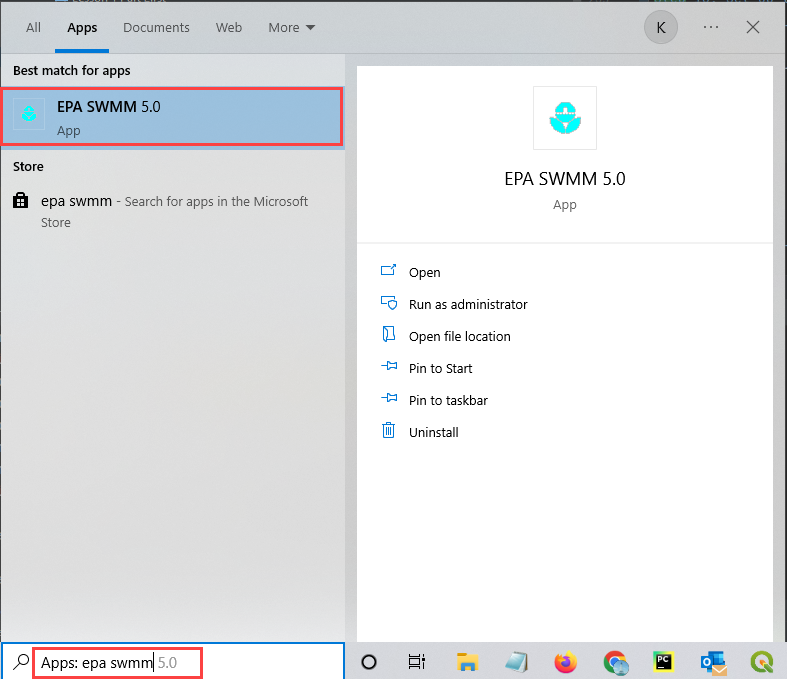 All Apps Documents Web More K
Best match for apps
EPA SWMM 5.0
App
Store
epa swmm - Search for apps in the Microsoft
Store
EPA SWMM 5.0
App
Open
Run as administrator
Open file location
Pin to Start
Pin to taskbar
Uninstall
Apps: epa swmm 5.0
PC